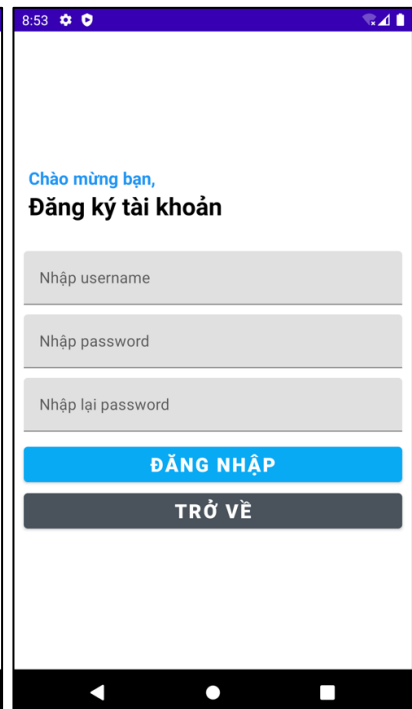 8:53
Chào mừng bạn,
Đăng ký tài khoản
Nhập username
Nhập password
Nhập lại password
ĐĂNG NHẬP
TRỞ VỀ